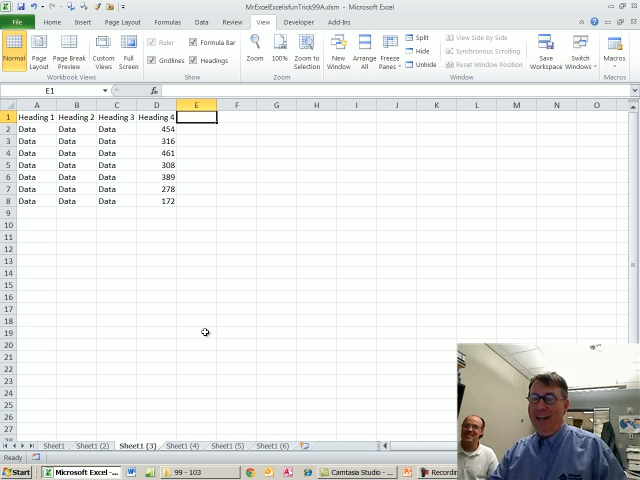 MrExcelExcelisfunTrick99A.xlsm - Microsoft Excel
File Home Insert Page Layout Formulas Data Review View Developer Add-Ins
Normal Page Layout Page Break Preview Custom Views Full Screen
Workbook Views
Ruler Formula Bar
Gridlines Headings
Show
Zoom 100% Zoom to Selection
Zoom
New Window Arrange All Freeze Panes
Split
Hide
Unhide
View Side by Side
Synchronous Scrolling
Reset Window Position
Window
Save Workspace Switch Windows
Macros
Macros
E1 fx
A B C D E F G H I J K L M N O
1 Heading 1 Heading 2 Heading 3 Heading 4
2 Data Data Data 454
3 Data Data Data 316
4 Data Data Data 461
5 Data Data Data 308
6 Data Data Data 389
7 Data Data Data 278
8 Data Data Data 172
9
10
11
12
13
14
15
16
17
18
19
20
21
22
23
24
25
26
27
28
Sheet1 Sheet1 (2) Sheet1 (3) Sheet1 (4) Sheet1 (5) Sheet1 (6)
Ready
Start Microsoft Excel -... 99 - 103 Camtasia Studio -... Recording